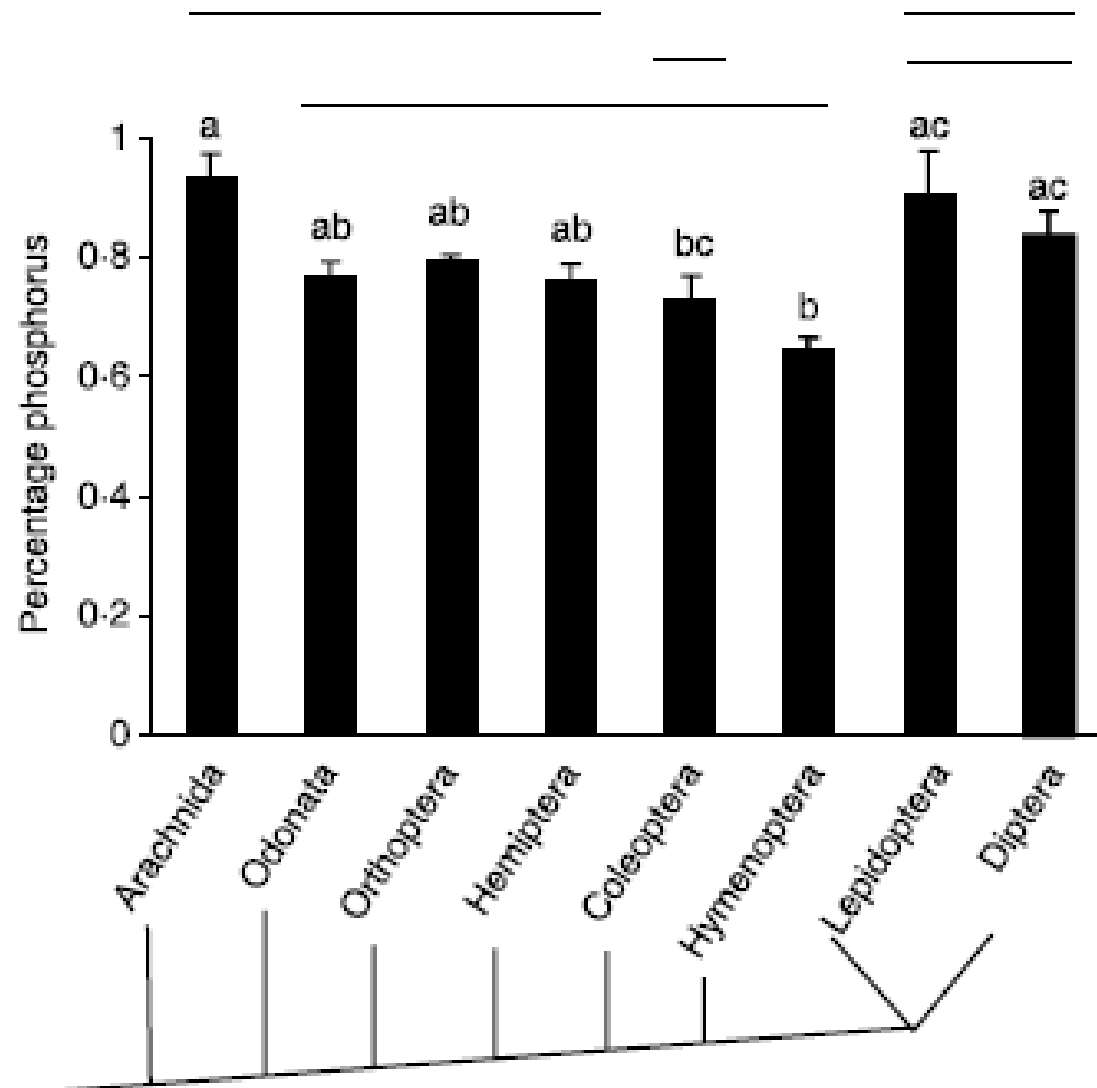 a
ab
ab
ab
bc
b
ac
ac
Percentage phosphorus
1
0·8
0·6
0·4
0·2
0
Arachnida
Odonata
Orthoptera
Hemiptera
Coleoptera
Hymenoptera
Lepidoptera
Diptera